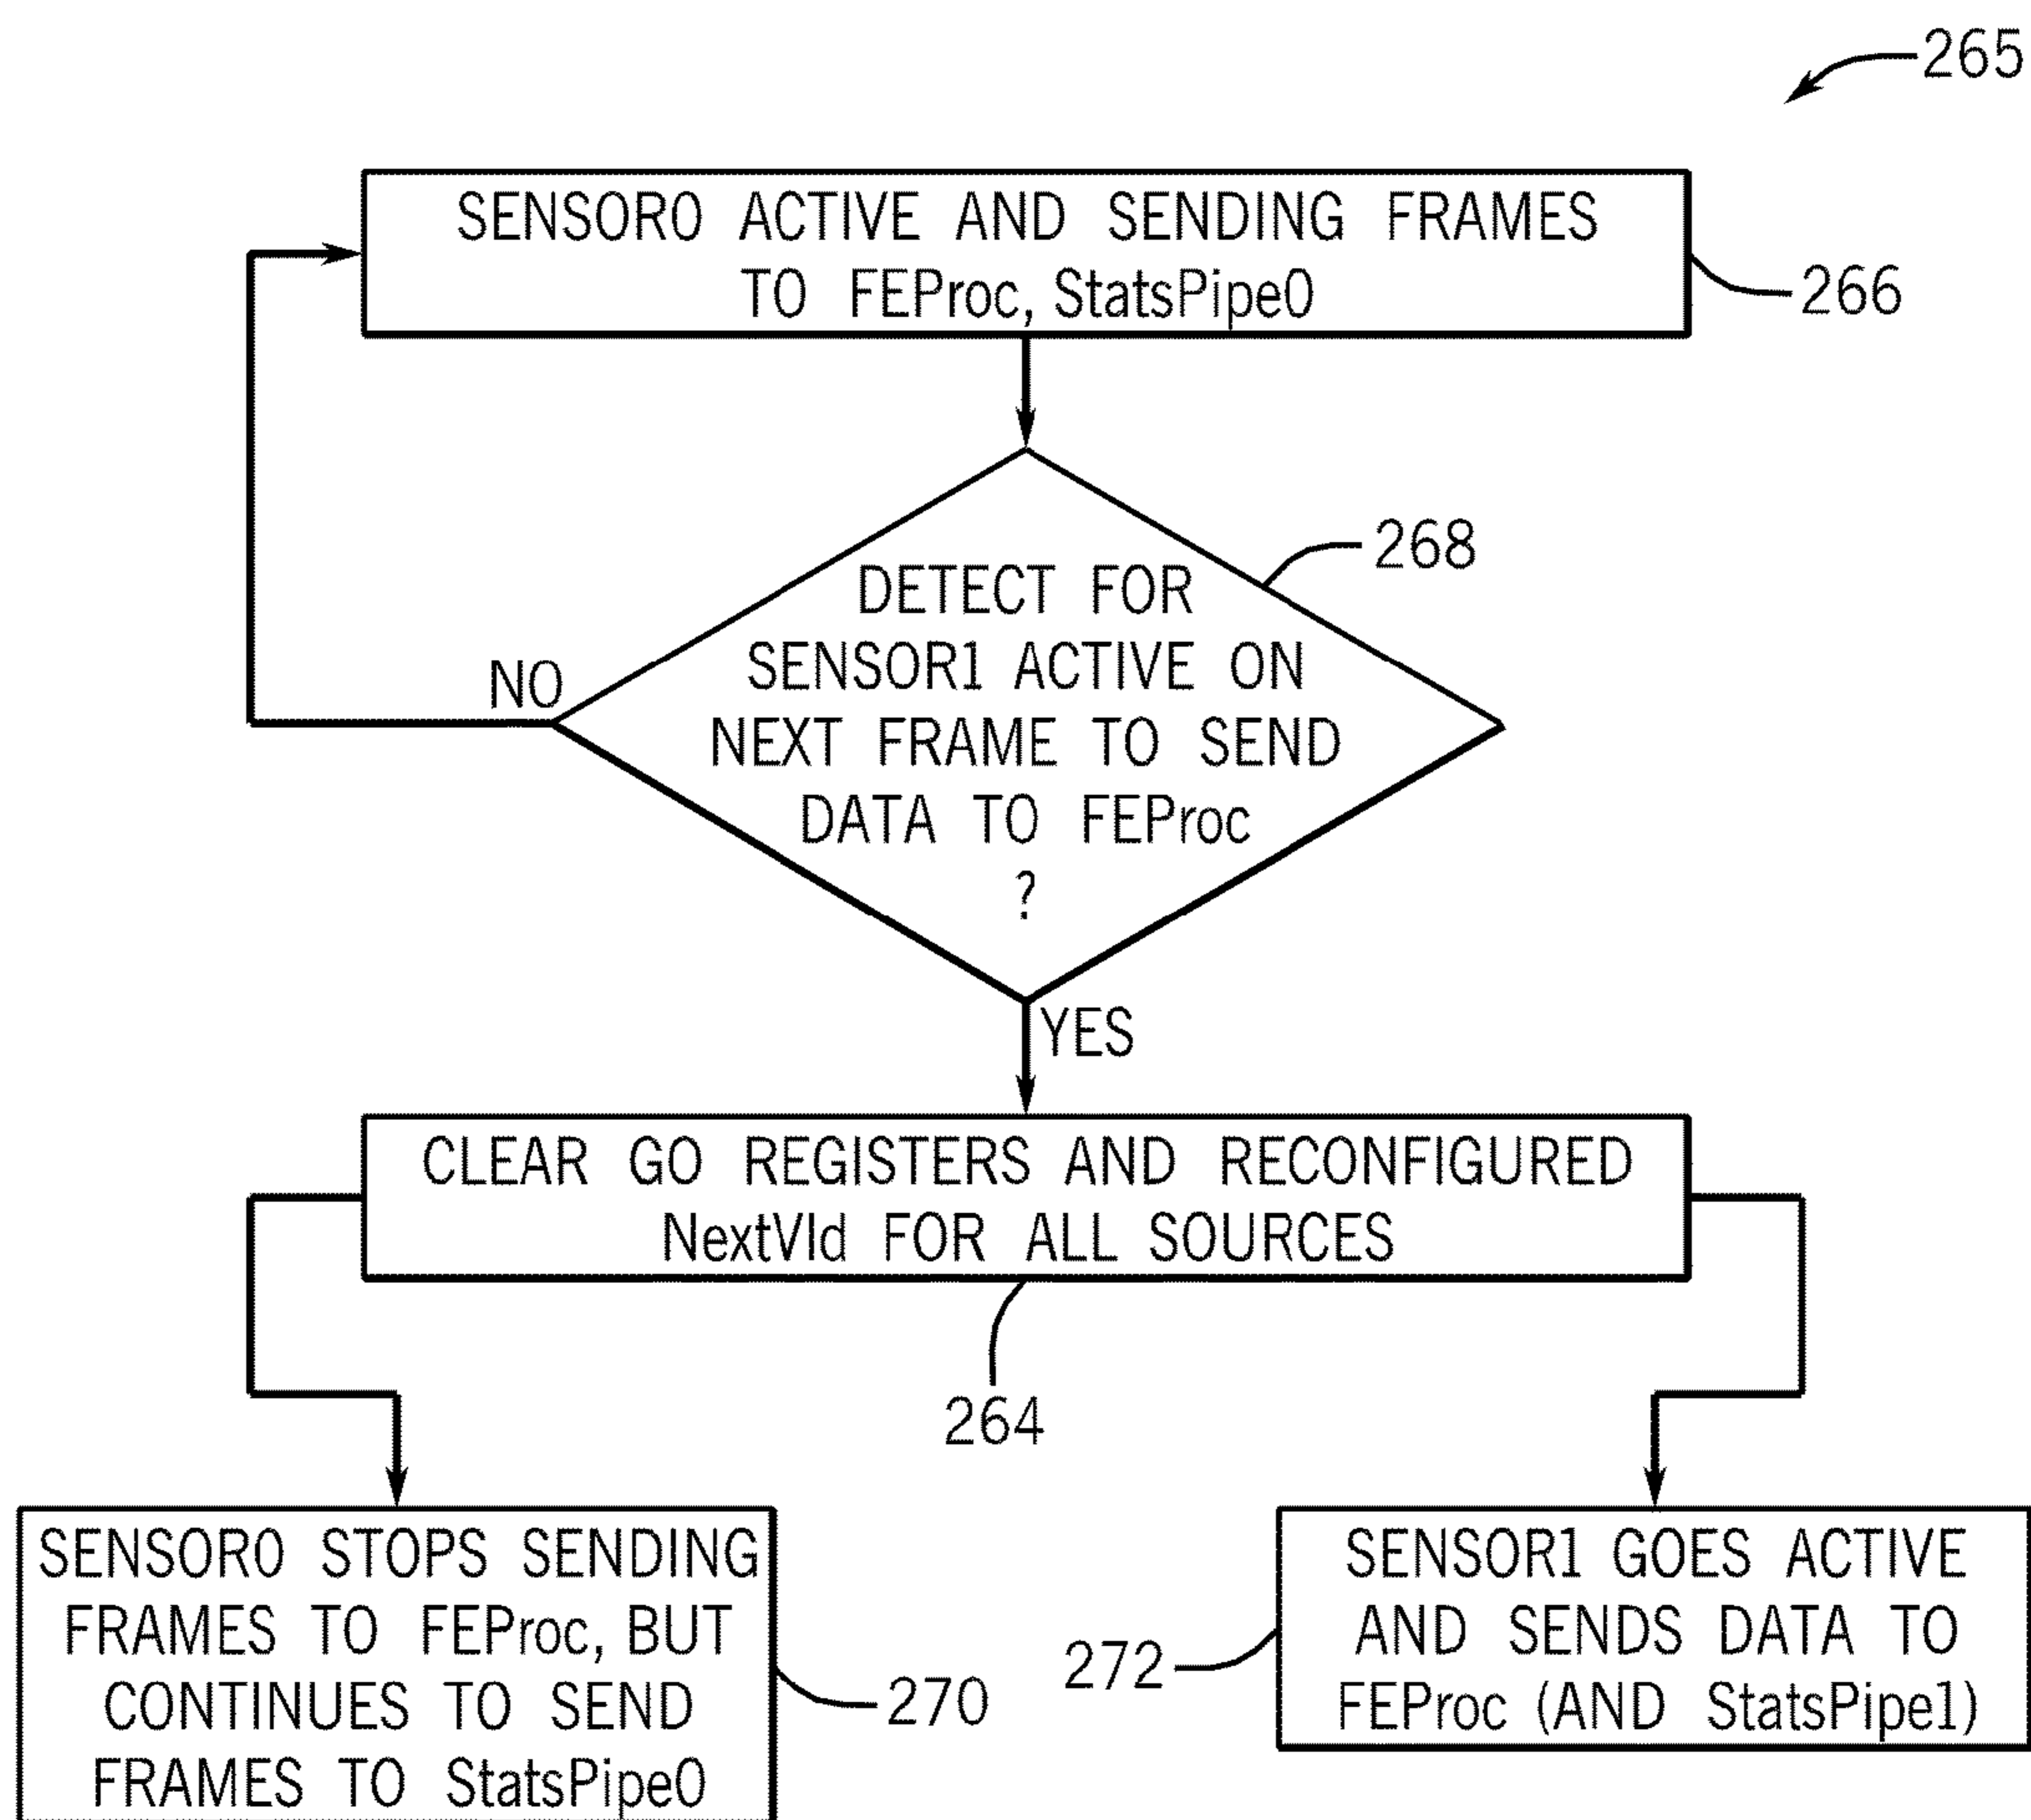 265
SENSOR0 ACTIVE AND SENDING FRAMES
TO FEProc, StatsPipe0
266
268
DETECT FOR
SENSOR1 ACTIVE ON
NEXT FRAME TO SEND
DATA TO FEProc
?
NO
YES
CLEAR GO REGISTERS AND RECONFIGURED
NextVld FOR ALL SOURCES
264
SENSOR0 STOPS SENDING
FRAMES TO FEProc, BUT
CONTINUES TO SEND
FRAMES TO StatsPipe0
270
272
SENSOR1 GOES ACTIVE
AND SENDS DATA TO
FEProc (AND StatsPipe1)